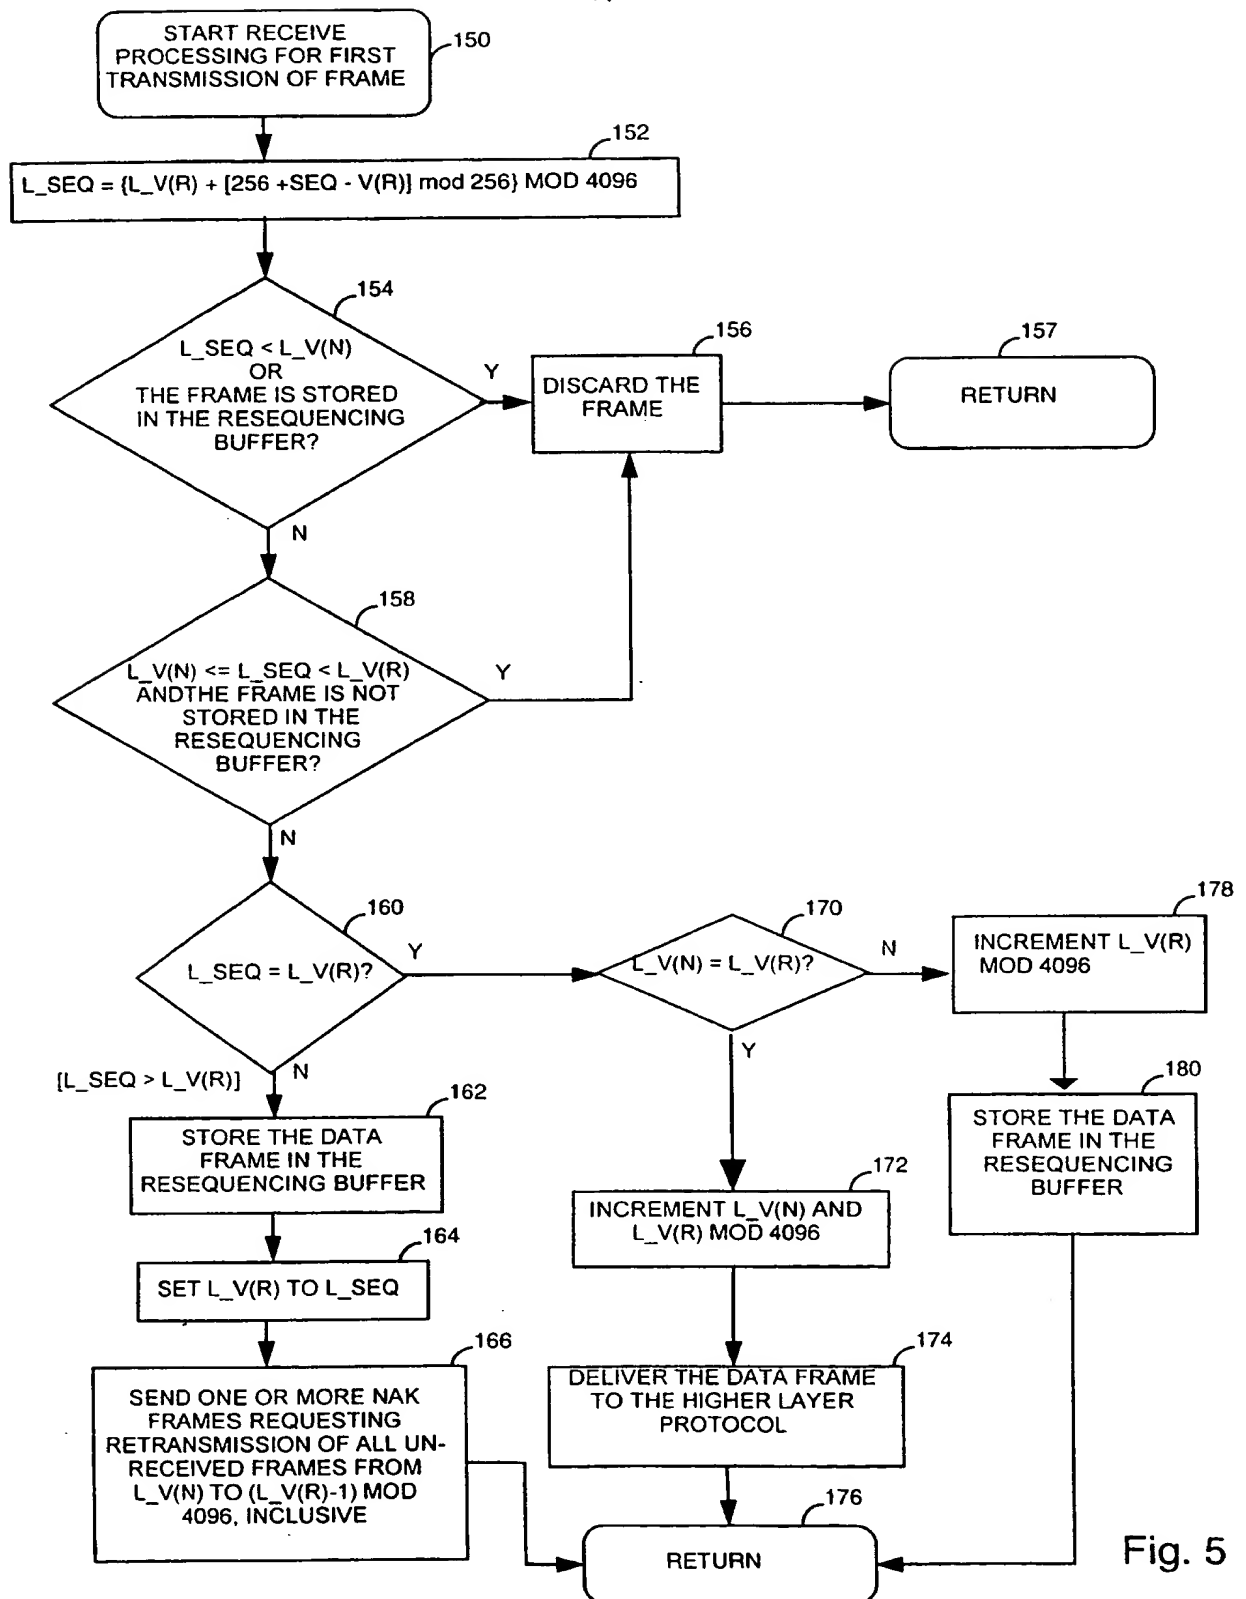 START RECEIVE
PROCESSING FOR FIRST
TRANSMISSION OF FRAME
150
152
L_SEQ = {L_V(R) + [256 +SEQ - V(R)] mod 256} MOD 4096
154
L_SEQ < L_V(N)
OR
THE FRAME IS STORED
IN THE RESEQUENCING
BUFFER?
Y
156
DISCARD THE
FRAME
157
RETURN
N
158
L_V(N) <= L_SEQ < L_V(R)
ANDTHE FRAME IS NOT
STORED IN THE
RESEQUENCING
BUFFER?
Y
N
160
L_SEQ = L_V(R)?
Y
170
L_V(N) = L_V(R)?
N
178
INCREMENT L_V(R)
MOD 4096
[L_SEQ > L_V(R)]
N
Y
162
STORE THE DATA
FRAME IN THE
RESEQUENCING BUFFER
180
STORE THE DATA
FRAME IN THE
RESEQUENCING
BUFFER
172
INCREMENT L_V(N) AND
L_V(R) MOD 4096
164
SET L_V(R) TO L_SEQ
166
SEND ONE OR MORE NAK
FRAMES REQUESTING
RETRANSMISSION OF ALL UN-
RECEIVED FRAMES FROM
L_V(N) TO (L_V(R)-1) MOD
4096, INCLUSIVE
174
DELIVER THE DATA FRAME
TO THE HIGHER LAYER
PROTOCOL
176
RETURN
Fig. 5